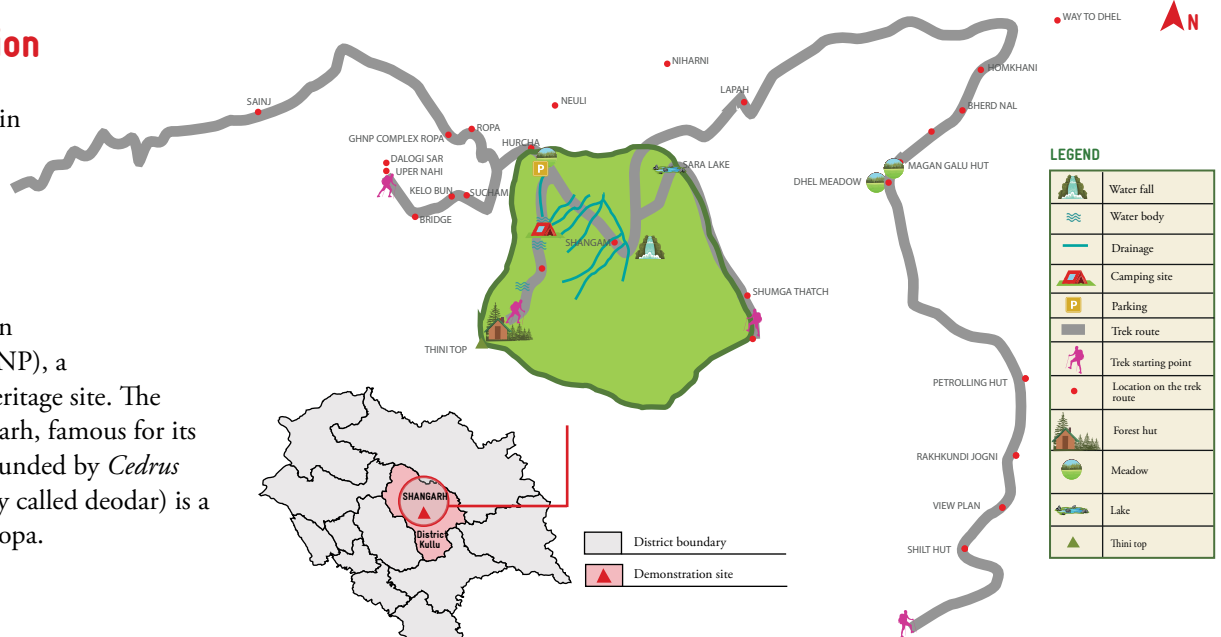 ion
in
n
NP), a
eritage site. The
arh, famous for its
ounded by Cedrus
y called deodar) is a
opa.
WAY TO DHEL
N
NIHARNI
HOMKHANI
SAINJ
NEULI
LAPAH
BHERD NAL
ROPA
GHNP COMPLEX ROPA
HURCHA
P
DALOGI SAR
UPER NAHI
SARA LAKE
MAGAN GALU HUT
DHEL MEADOW
KELO BUN
SUCHAM
BRIDGE
SHANGAM
SHUMGA THATCH
THINI TOP
PETROLLING HUT
RAKHKUNDI JOGNI
VIEW PLAN
SHILT HUT
LEGEND
Water fall
Water body
Drainage
Camping site
P
Parking
Trek route
Trek starting point
Location on the trek
route
Forest hut
Meadow
Lake
Thini top
SHANGARH
District
Kullu
District boundary
Demonstration site